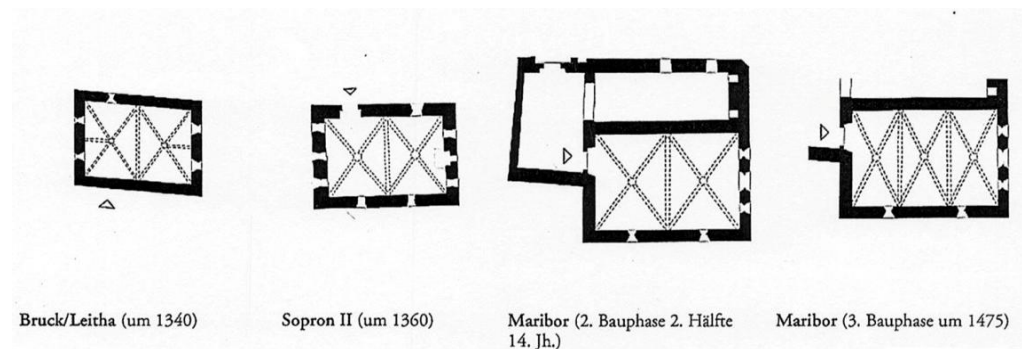 Bruck/Leitha (um 1340)
Sopron II (um 1360)
Maribor (2. Bauphase 2. Hälfte
14. Jh.)
Maribor (3. Bauphase um 1475)